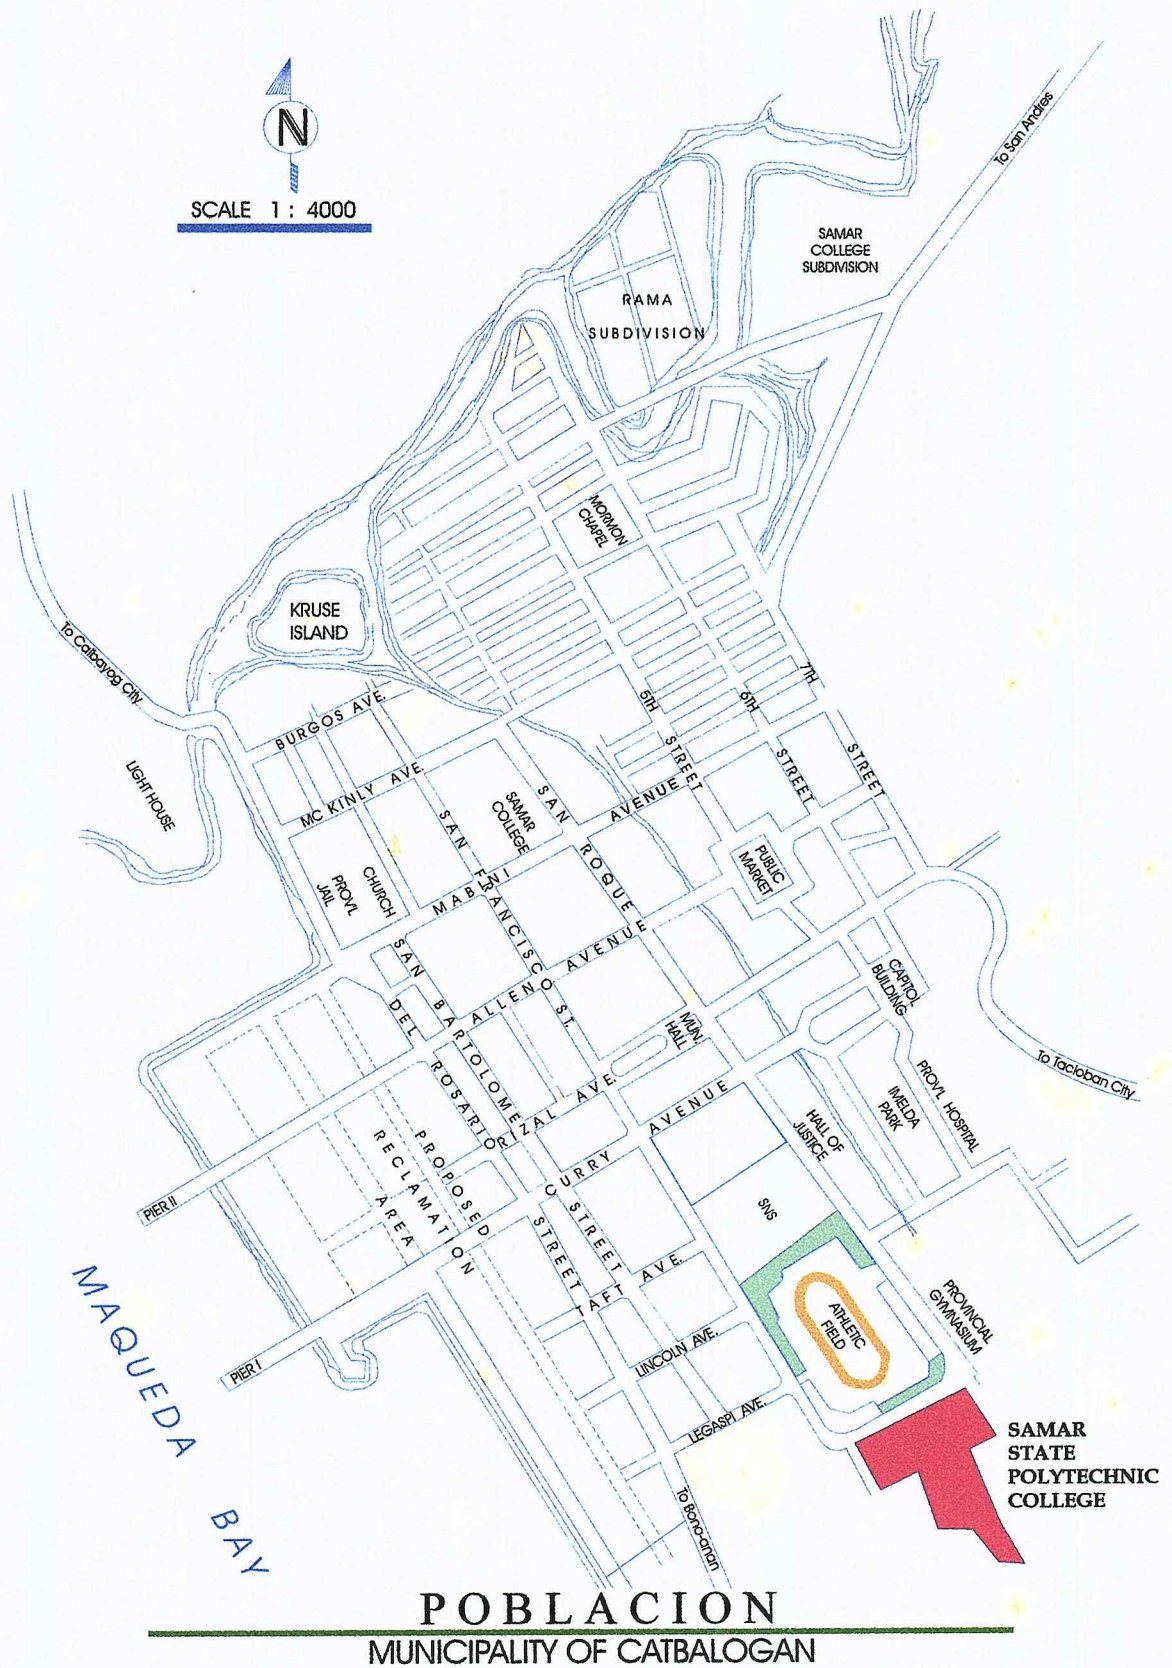 N
SCALE 1 : 4000
To San Andres
SAMAR
COLLEGE
SUBDIVISION
RAMA
SUBDIVISION
MORMON
CHAPEL
KRUSE
ISLAND
To Calbayog City
LIGHT HOUSE
BURGOS AVE.
MC KINLY AVE.
5TH STREET
6TH STREET
7TH STREET
SAMAR
COLLEGE
SAN ROQUE
MABINI AVENUE
PUBLIC
MARKET
CHURCH
PROV'L
JAIL
SAN FRANCISCO ST.
ALLEN AVENUE
SAN BARTOLOME STREET
DEL ROSARIO STREET
CAPITOL
BUILDING
MUN.
HALL
RIZAL AVE.
CURRY AVENUE
To Tacloban City
PROV'L HOSPITAL
IMELDA
PARK
HALL OF
JUSTICE
PROPOSED
RECLAMATION
AREA
PIER II
PIER I
SNS
TAFT AVE.
LINCOLN AVE.
LEGASPI AVE.
ATHLETIC
FIELD
PROVINCIAL
GYMNASIUM
MAQUEDA BAY
SAMAR
STATE
POLYTECHNIC
COLLEGE
To Bono-anan
POBLACION
MUNICIPALITY OF CATBALOGAN